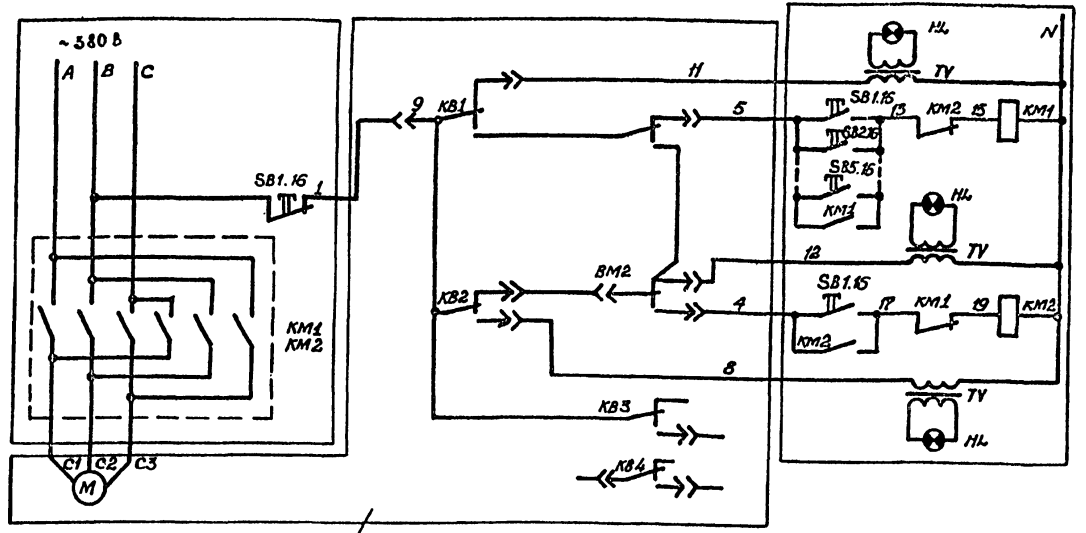 ~380 В
A
B
C
SB1.16
1
KM1
KM2
C1
C2
C3
M
9
KB1
11
5
BM2
KB2
12
4
8
KB3
KB4
HL
TV
N
SB1.15
13
KM2
15
KM1
SB2.16
SB5.16
KM1
HL
TV
SB1.15
17
KM1
19
KM2
KM2
TV
HL